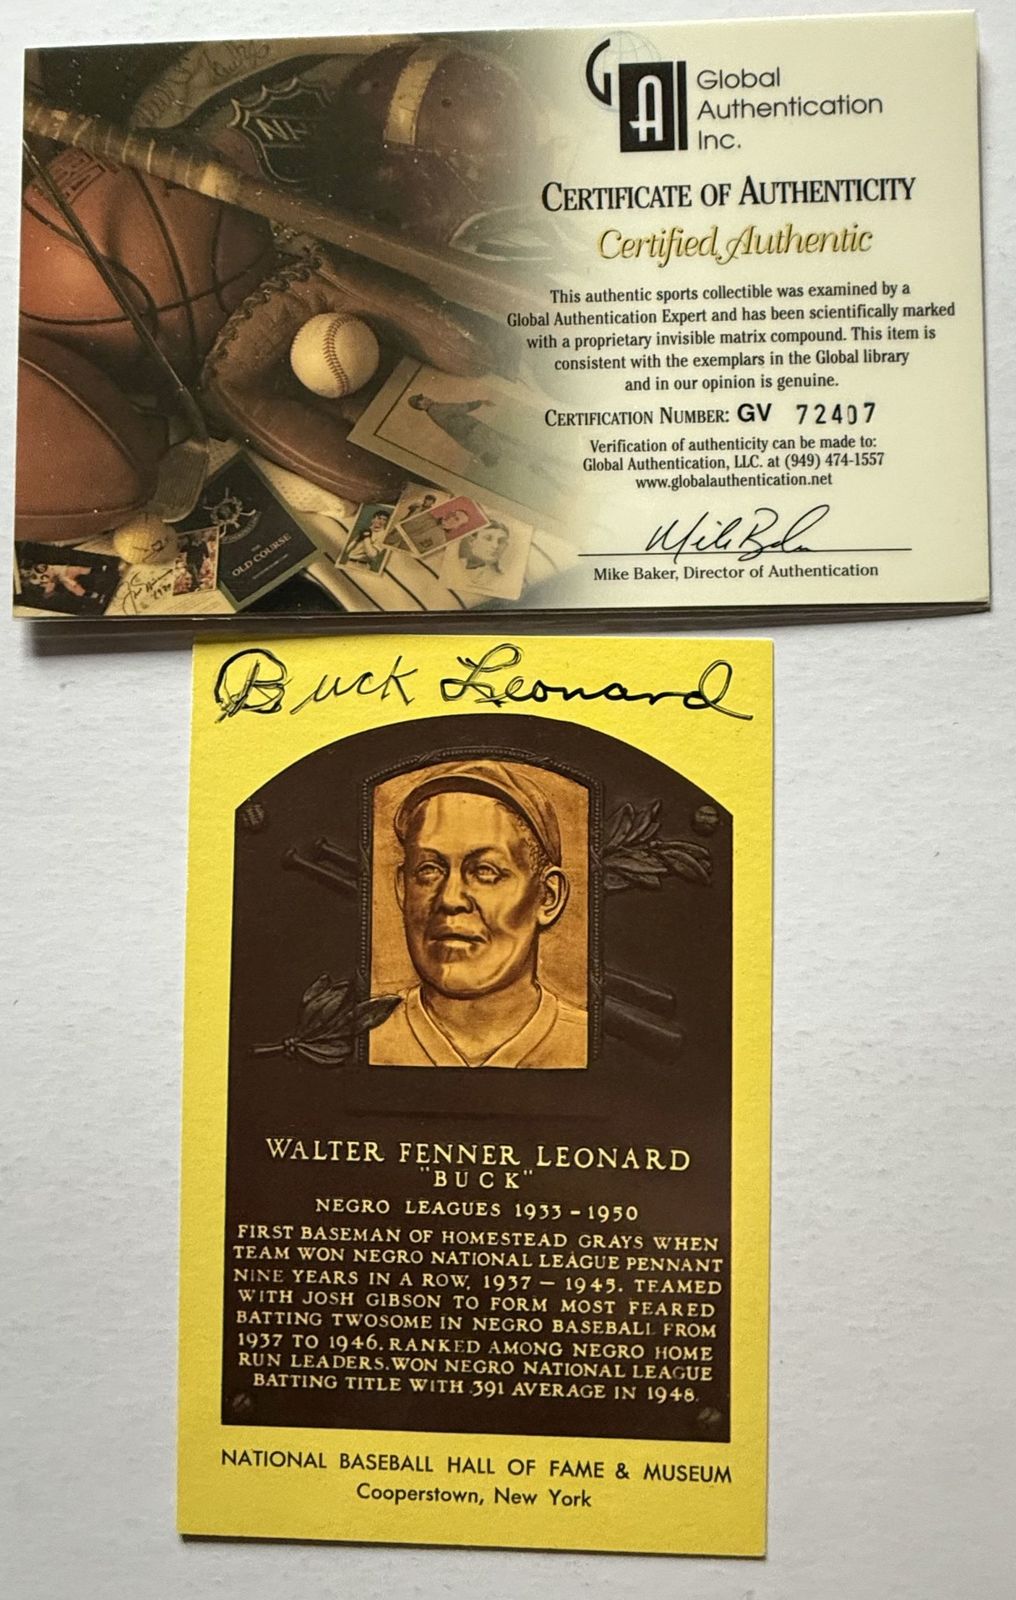 GAI
Global
Authentication
Inc.
CERTIFICATE OF AUTHENTICITY
Certified Authentic
This authentic sports collectible was examined by a
Global Authentication Expert and has been scientifically marked
with a proprietary invisible matrix compound. This item is
consistent with the exemplars in the Global library
and in our opinion is genuine.
CERTIFICATION NUMBER: GV 72407
Verification of authenticity can be made to:
Global Authentication, LLC. at (949) 474-1557
www.globalauthentication.net
Mike Baker
Mike Baker, Director of Authentication
NH
OLD COURSE
Buck Leonard
WALTER FENNER LEONARD
"BUCK"
NEGRO LEAGUES 1933-1950
FIRST BASEMAN OF HOMESTEAD GRAYS WHEN
TEAM WON NEGRO NATIONAL LEAGUE PENNANT
NINE YEARS IN A ROW, 1937-1945. TEAMED
WITH JOSH GIBSON TO FORM MOST FEARED
BATTING TWOSOME IN NEGRO BASEBALL FROM
1937 TO 1946. RANKED AMONG NEGRO HOME
RUN LEADERS. WON NEGRO NATIONAL LEAGUE
BATTING TITLE WITH .391 AVERAGE IN 1948.
NATIONAL BASEBALL HALL OF FAME & MUSEUM
Cooperstown, New York